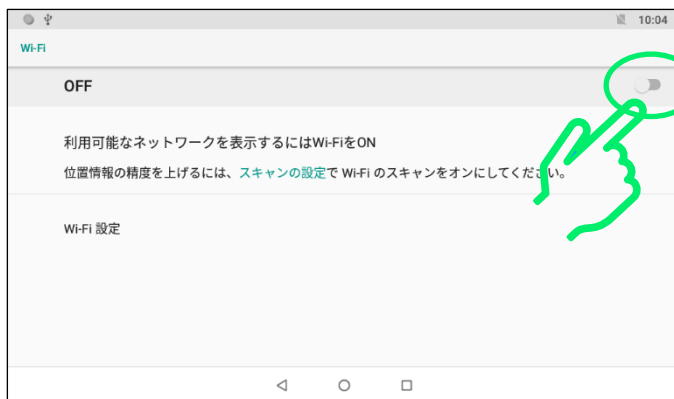 10:04
Wi-Fi
OFF
利用可能なネットワークを表示するにはWi-FiをON
位置情報の精度を上げるには、スキャンの設定で Wi-Fi のスキャンをオンにしてください。
Wi-Fi 設定